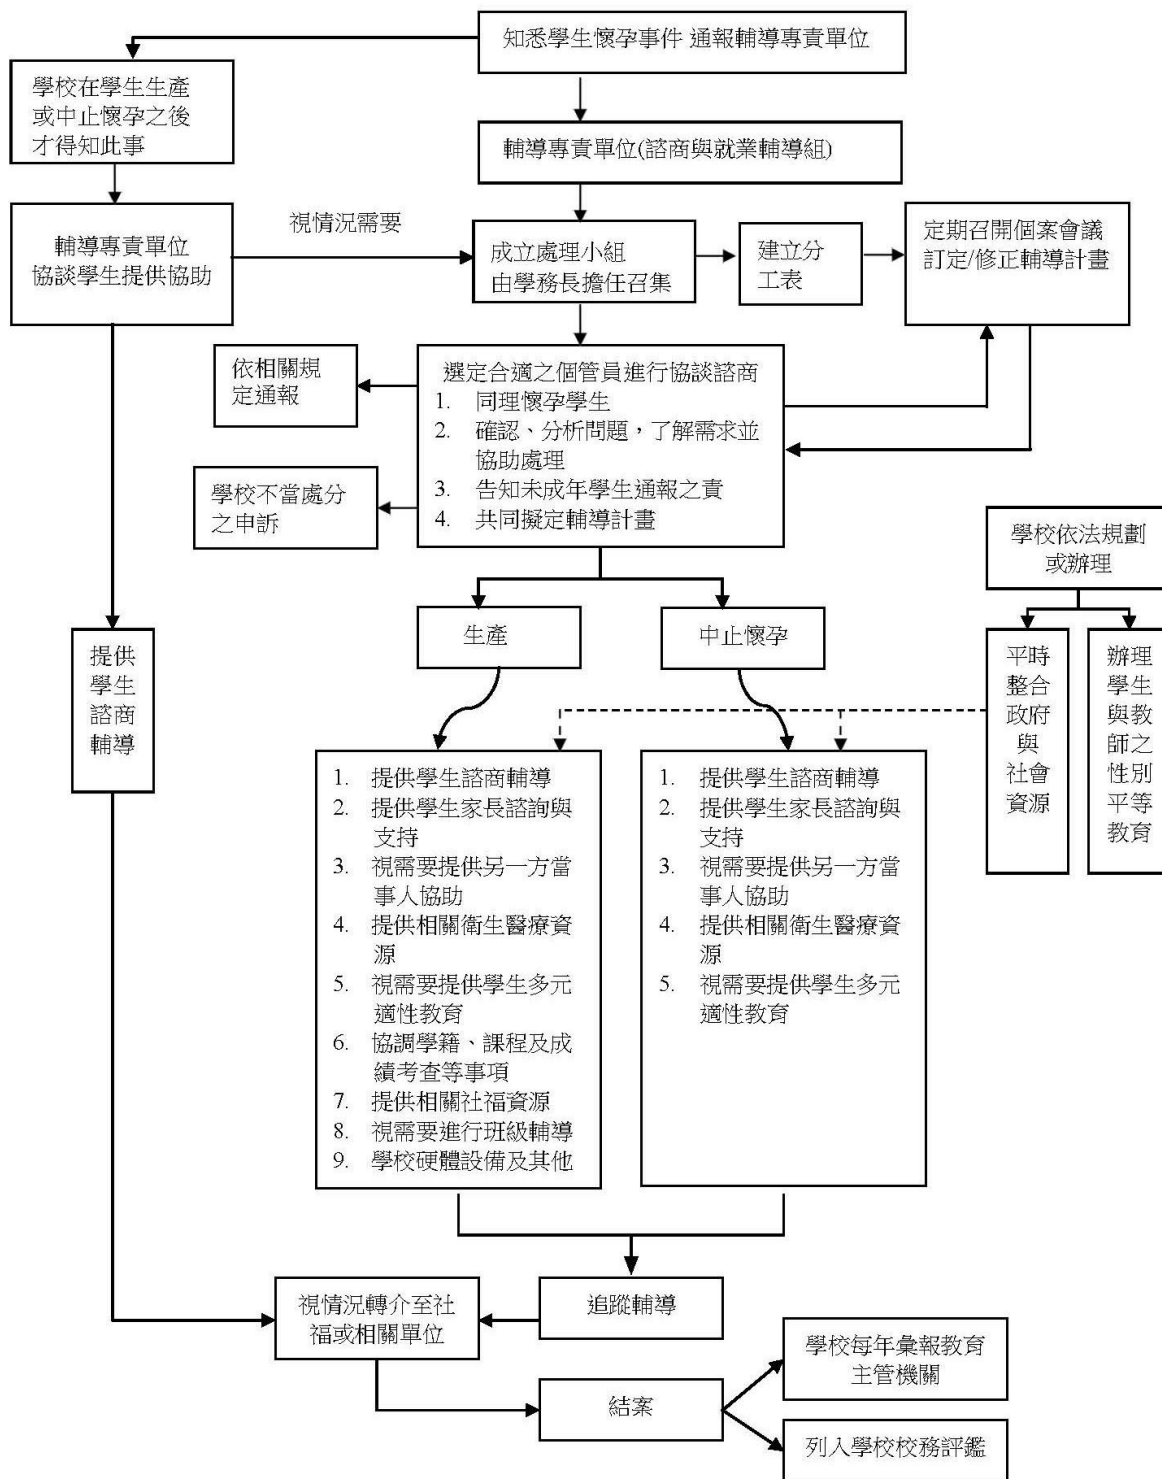 知悉學生懷孕事件 通報輔導專責單位
學校在學生生產
或中止懷孕之後
才得知此事
輔導專責單位(諮商與就業輔導組)
輔導專責單位
協談學生提供協助
視情況需要
成立處理小組
由學務長擔任召集
建立分
工表
定期召開個案會議
訂定/修正輔導計畫
依相關規
定通報
選定合適之個管員進行協談諮商
1. 同理懷孕學生
2. 確認、分析問題，了解需求並
協助處理
3. 告知未成年學生通報之責
4. 共同擬定輔導計畫
學校不當處分
之申訴
學校依法規劃
或辦理
生產
中止懷孕
提供
學生
諮商
輔導
平時
整合
政府
與
社會
資源
辦理
學生
與教
師之
性別
平等
教育
1. 提供學生諮商輔導
2. 提供學生家長諮詢與
支持
3. 視需要提供另一方當
事人協助
4. 提供相關衛生醫療資
源
5. 視需要提供學生多元
適性教育
6. 協調學籍、課程及成
績考查等事項
7. 提供相關社福資源
8. 視需要進行班級輔導
9. 學校硬體設備及其他
1. 提供學生諮商輔導
2. 提供學生家長諮詢與
支持
3. 視需要提供另一方當
事人協助
4. 提供相關衛生醫療資
源
5. 視需要提供學生多元
適性教育
視情況轉介至社
福或相關單位
追蹤輔導
結案
學校每年彙報教育
主管機關
列入學校校務評鑑